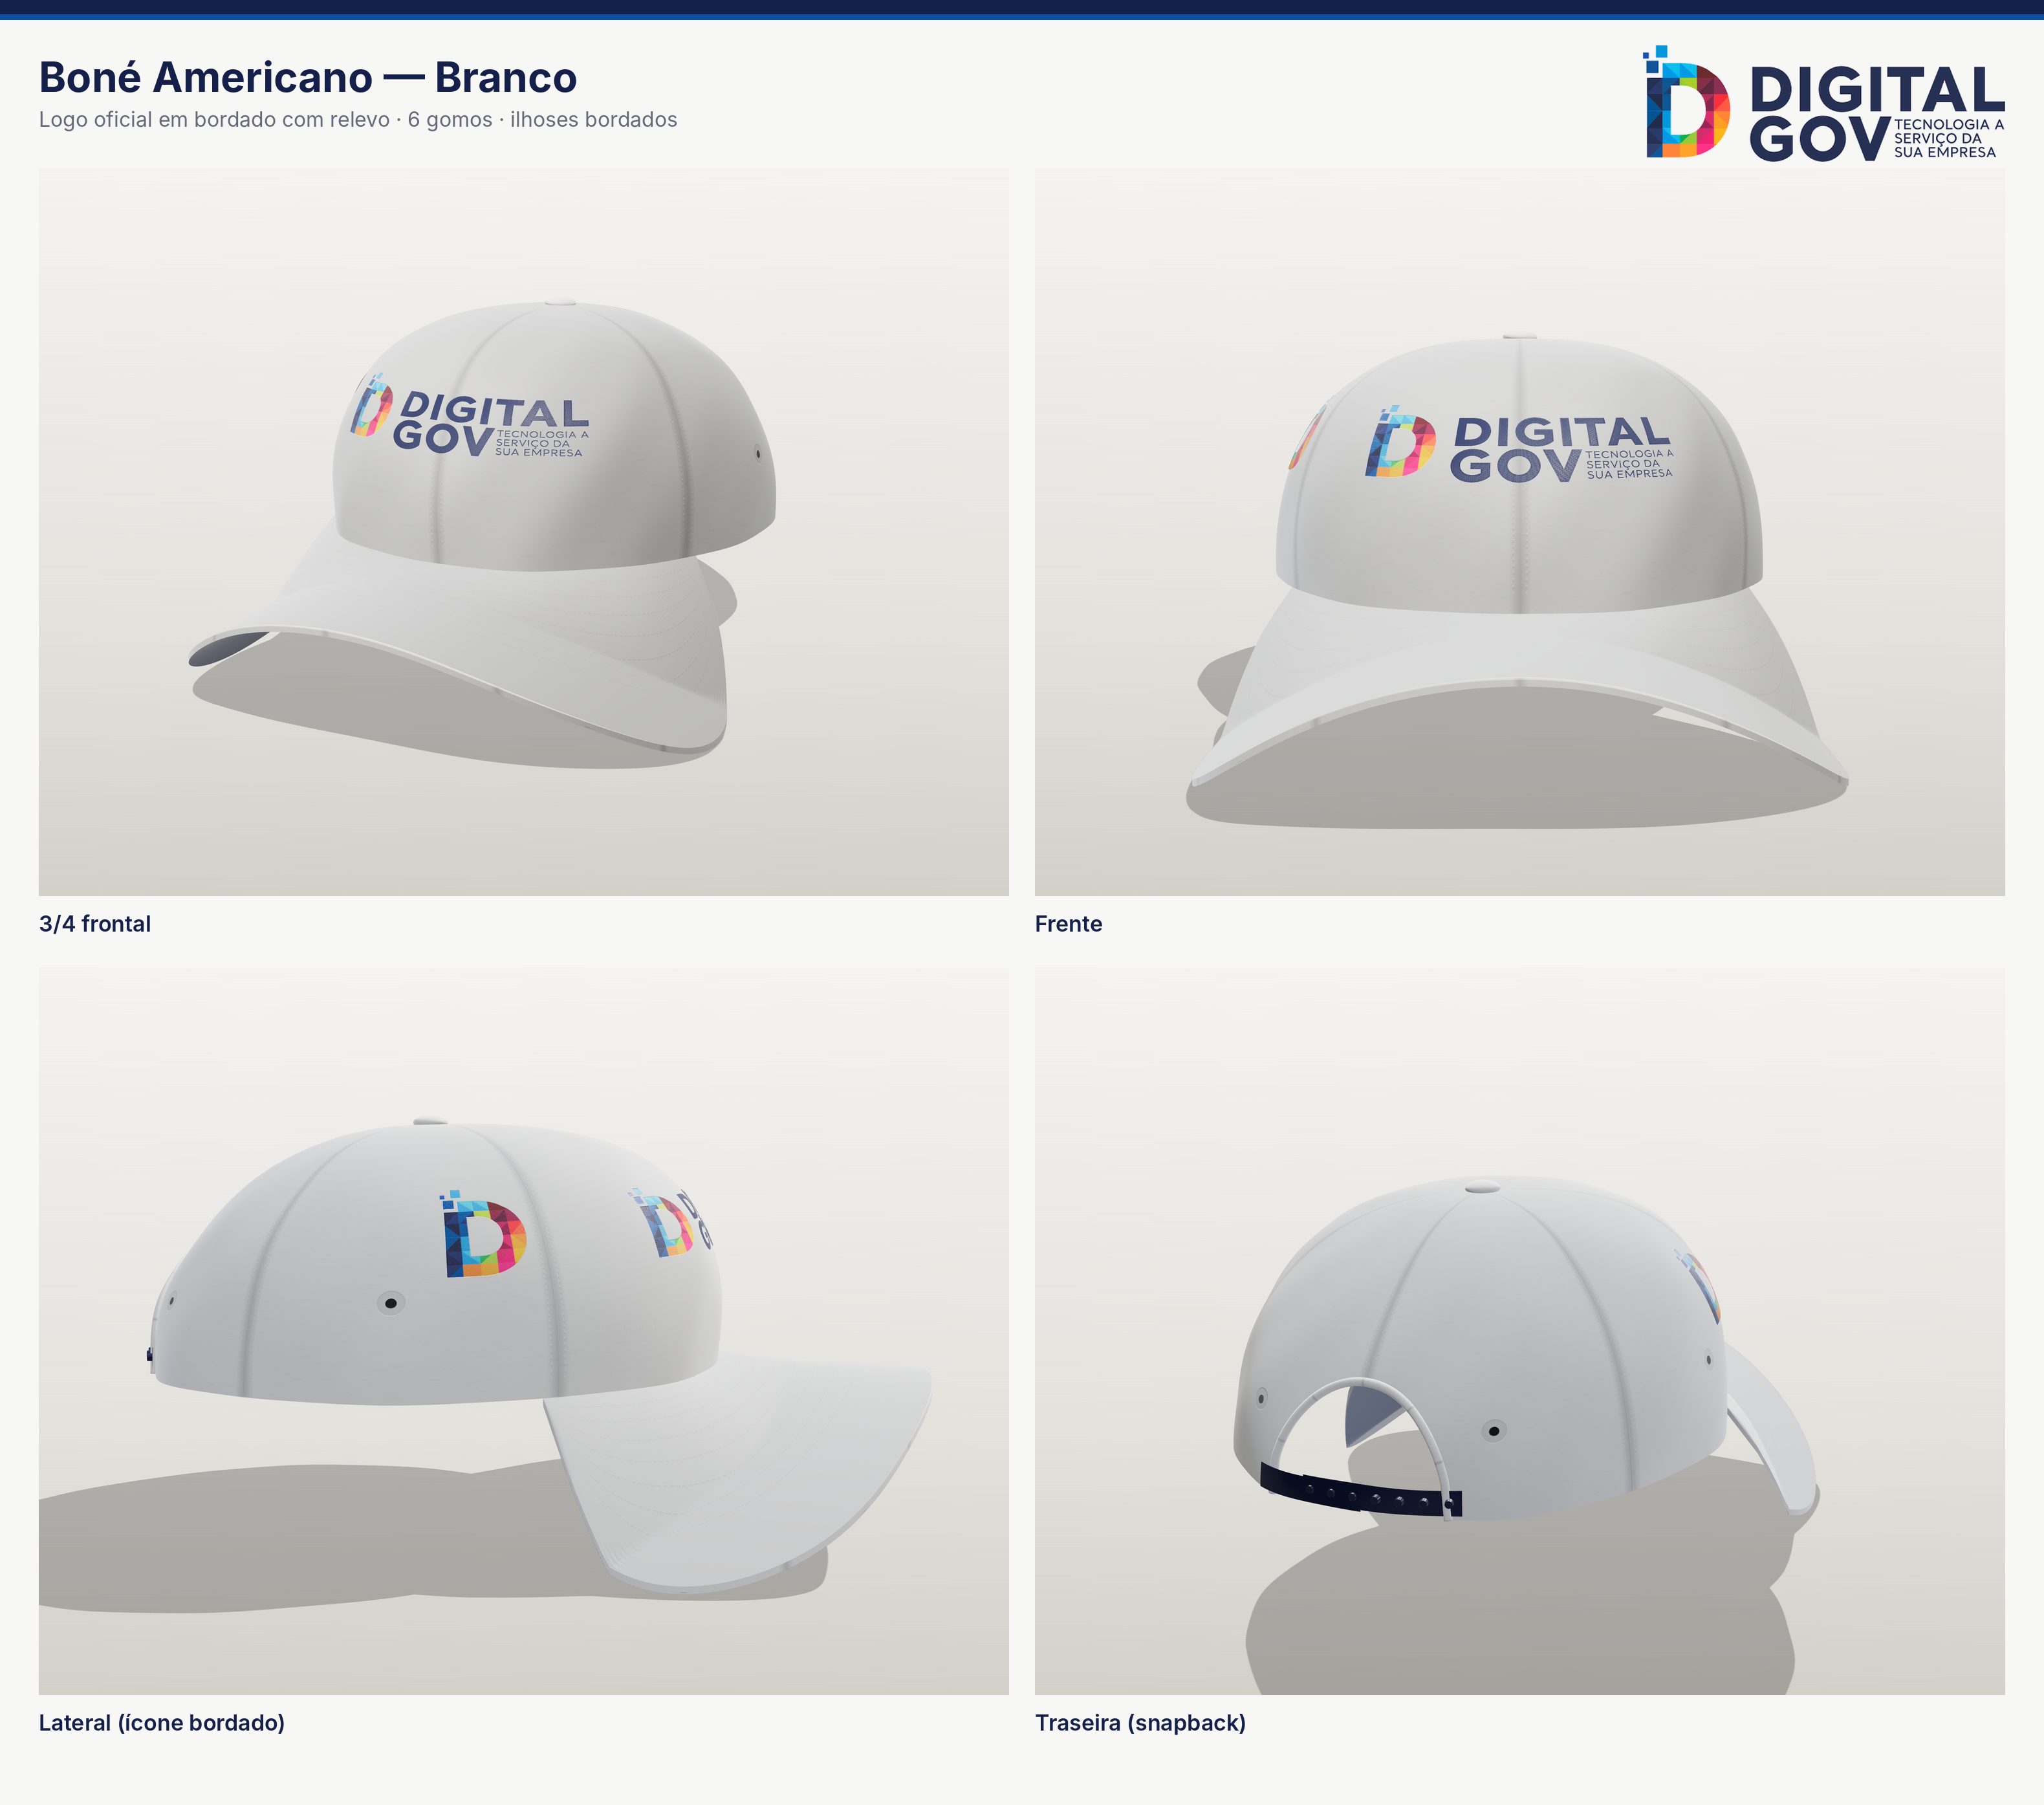 Boné Americano — Branco
Logo oficial em bordado com relevo · 6 gomos · ilhoses bordados
DIGITAL
GOV TECNOLOGIA A
SERVIÇO DA
SUA EMPRESA
DIGITAL
GOV TECNOLOGIA A
SERVIÇO DA
SUA EMPRESA
DIGITAL
GOV TECNOLOGIA A
SERVIÇO DA
SUA EMPRESA
3/4 frontal
Frente
D
D
Lateral (ícone bordado)
Traseira (snapback)